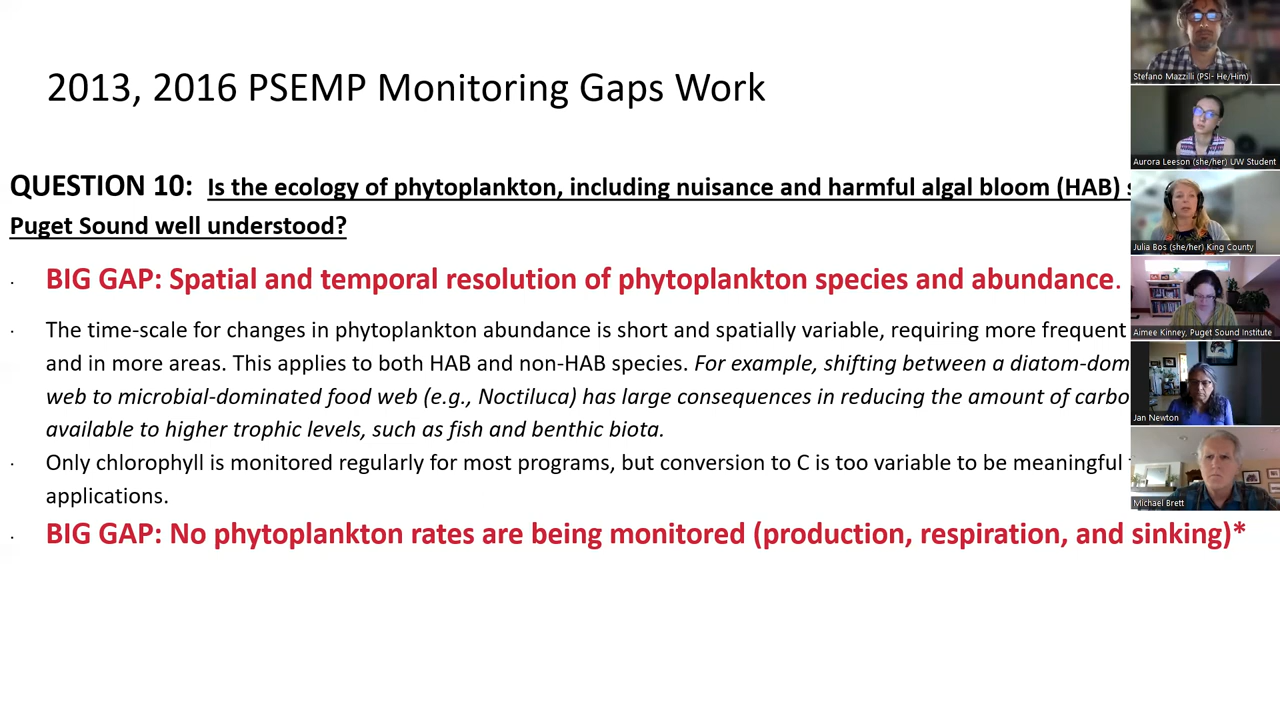 2013, 2016 PSEMP Monitoring Gaps Work
QUESTION 10: Is the ecology of phytoplankton, including nuisance and harmful algal bloom (HAB)
Puget Sound well understood?
· BIG GAP: Spatial and temporal resolution of phytoplankton species and abundance.
· The time-scale for changes in phytoplankton abundance is short and spatially variable, requiring more frequent
and in more areas. This applies to both HAB and non-HAB species. For example, shifting between a diatom-dom
web to microbial-dominated food web (e.g., Noctiluca) has large consequences in reducing the amount of carbo
available to higher trophic levels, such as fish and benthic biota.
· Only chlorophyll is monitored regularly for most programs, but conversion to C is too variable to be meaningful
applications.
· BIG GAP: No phytoplankton rates are being monitored (production, respiration, and sinking)*
Stefano Mazzilli (PSI- He/Him)
Aurora Leeson (she/her) UW Student
Julia Bos (she/her) King County
Aimee Kinney, Puget Sound Institute
Jan Newton
Michael Brett